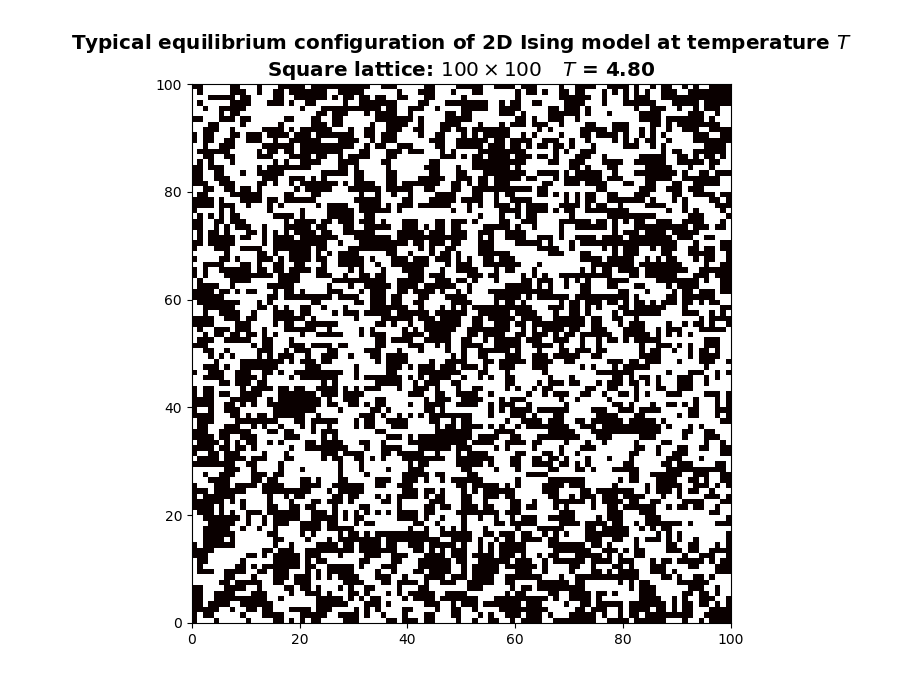 Typical equilibrium configuration of 2D Ising model at temperature T
Square lattice: 100 × 100 T = 4.80
100
80
60
40
20
0
0 20 40 60 80 100